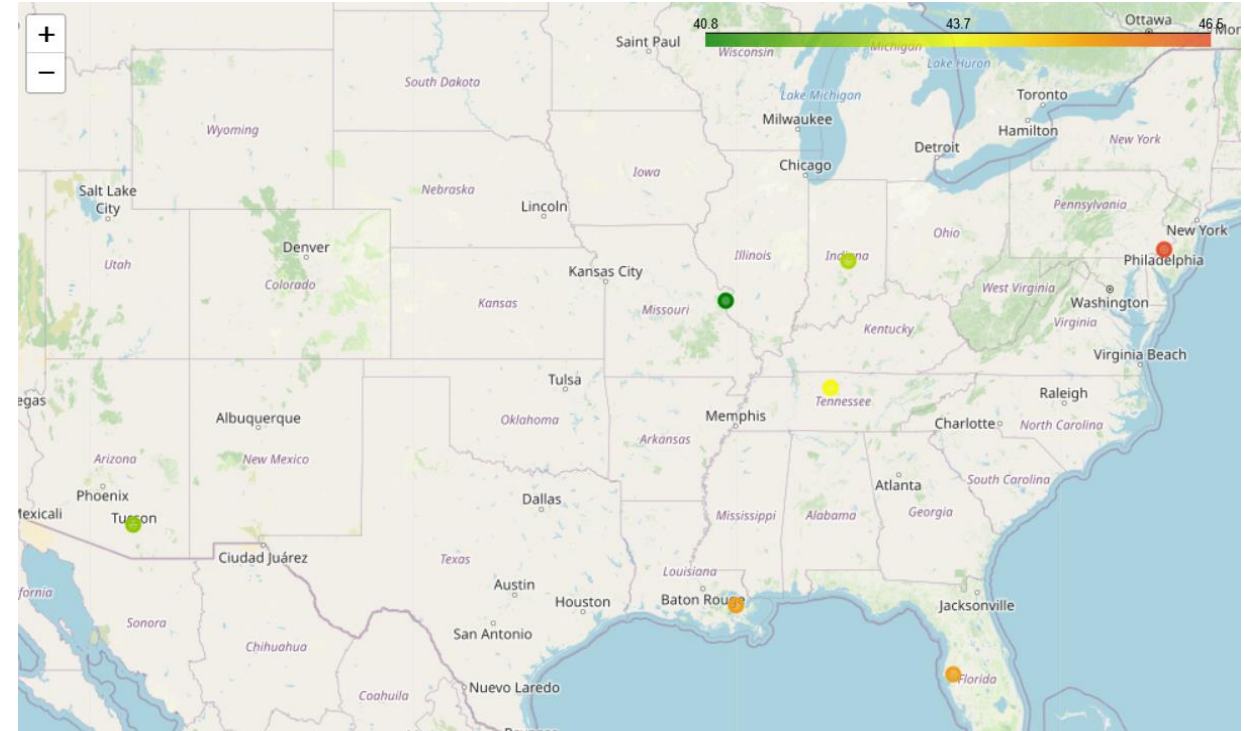 +
−
40.8 43.7 46.5
Ottawa
Mor
Saint Paul
Wisconsin
Michigan
Lake Huron
South Dakota
Lake Michigan
Toronto
Milwaukee
Wyoming
Hamilton
New York
Detroit
Chicago
Iowa
Salt Lake
City
Nebraska
Lincoln
Pennsylvania
New York
Ohio
Denver
Utah
Illinois
Indiana
Philadelphia
Kansas City
Colorado
West Virginia
Washington
Kansas
Missouri
Virginia
Kentucky
Virginia Beach
Tulsa
egas
Tennessee
Raleigh
Albuquerque
Oklahoma
Memphis
Charlotte
North Carolina
Arkansas
Arizona
New Mexico
Phoenix
Dallas
Atlanta
South Carolina
Mexicali
Tucson
Mississippi
Alabama
Georgia
Ciudad Juárez
Texas
Louisiana
fornia
Austin
Houston
Baton Rouge
Jacksonville
Sonora
San Antonio
Chihuahua
Florida
Coahuila
Nuevo Laredo